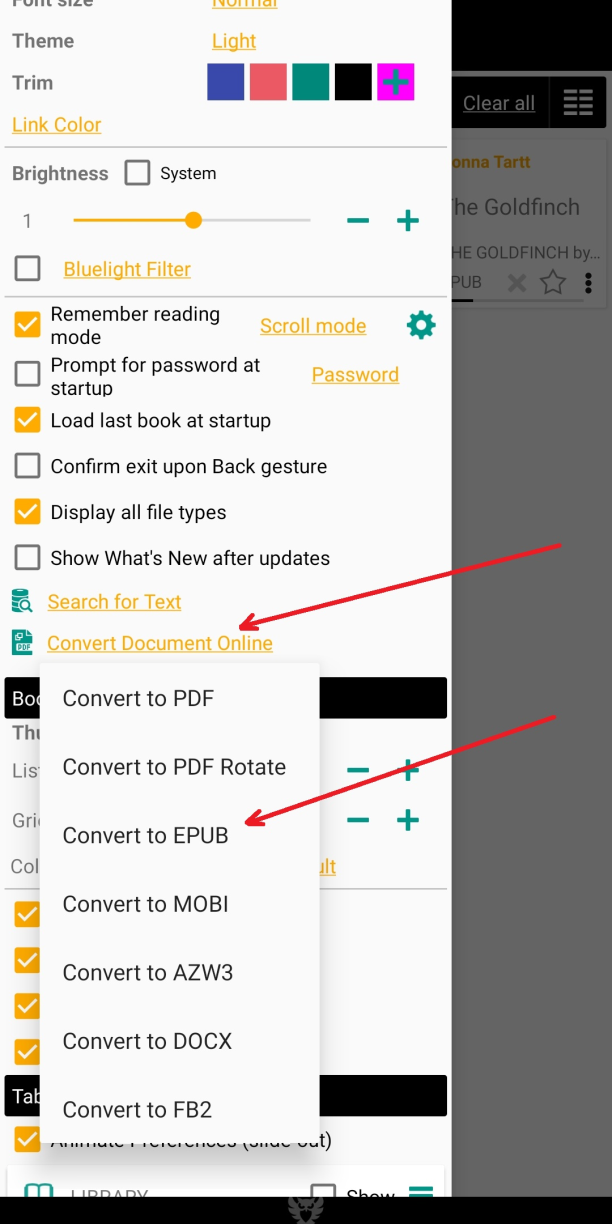 Font size Normal
Theme Light
Trim
Link Color
Clear all
Brightness System
1
Bluelight Filter
onna Tartt
The Goldfinch
HE GOLDFINCH by...
PUB
Remember reading
mode
Scroll mode
Prompt for password at
startup
Password
Load last book at startup
Confirm exit upon Back gesture
Display all file types
Show What's New after updates
Search for Text
PDF
Convert Document Online
Boo
Convert to PDF
Thu
Lis
Convert to PDF Rotate
Gri
Convert to EPUB
Col
ult
Convert to MOBI
Convert to AZW3
Convert to DOCX
Tab
Convert to FB2
Animate Preferences (slide-out)
LIBRARY Show